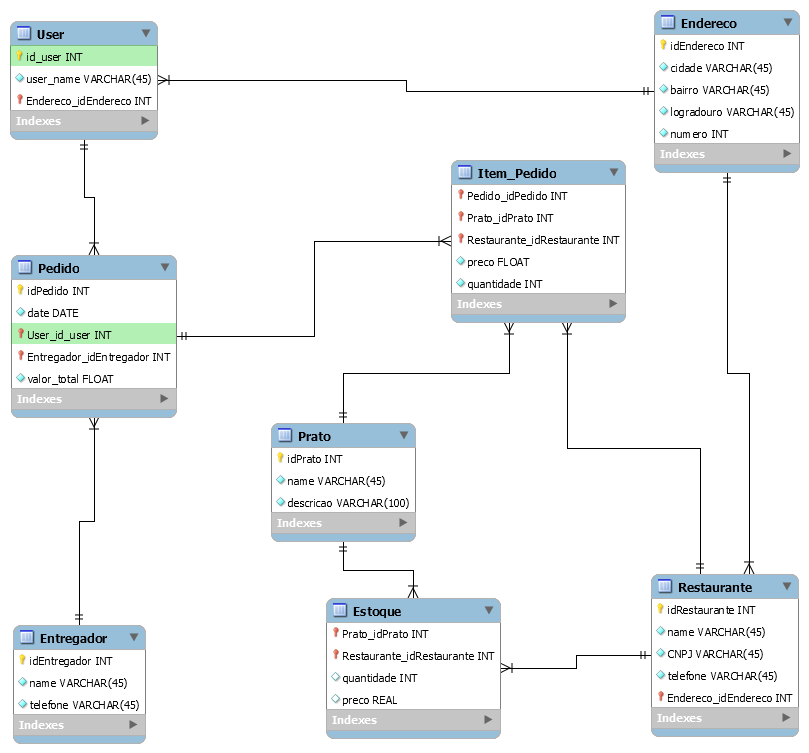 User
id_user INT
user_name VARCHAR(45)
Endereco_idEndereco INT
Indexes
Endereco
idEndereco INT
cidade VARCHAR(45)
bairro VARCHAR(45)
logradouro VARCHAR(45)
numero INT
Indexes
Item_Pedido
Pedido_idPedido INT
Prato_idPrato INT
Restaurante_idRestaurante INT
preco FLOAT
quantidade INT
Indexes
Pedido
idPedido INT
date DATE
User_id_user INT
Entregador_idEntregador INT
valor_total FLOAT
Indexes
Prato
idPrato INT
name VARCHAR(45)
descricao VARCHAR(100)
Indexes
Estoque
Prato_idPrato INT
Restaurante_idRestaurante INT
quantidade INT
preco REAL
Indexes
Restaurante
idRestaurante INT
name VARCHAR(45)
CNPJ VARCHAR(45)
telefone VARCHAR(45)
Endereco_idEndereco INT
Indexes
Entregador
idEntregador INT
name VARCHAR(45)
telefone VARCHAR(45)
Indexes